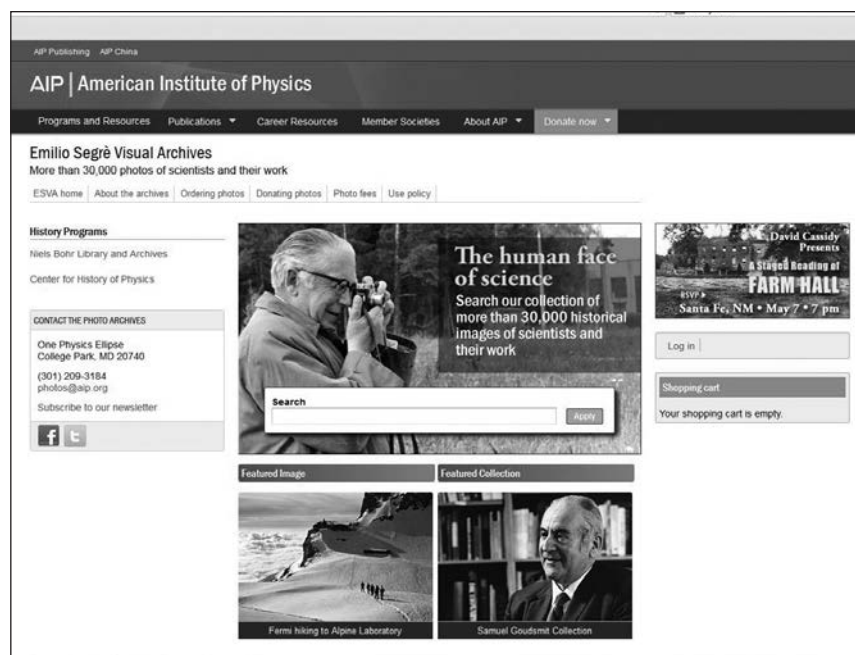 AIP Publishing AIP China
AIP | American Institute of Physics
Programs and Resources Publications Career Resources Member Societies About AIP Donate now
Emilio Segrè Visual Archives
More than 30,000 photos of scientists and their work
ESVA home About the archives Ordering photos Donating photos Photo fees Use policy
History Programs
Niels Bohr Library and Archives
Center for History of Physics
CONTACT THE PHOTO ARCHIVES
One Physics Ellipse
College Park, MD 20740
(301) 209-3184
photos@aip.org
Subscribe to our newsletter
f t
The human face
of science
Search our collection of
more than 30,000 historical
images of scientists and
their work
Search
Apply
Featured Image
Fermi hiking to Alpine Laboratory
Featured Collection
Samuel Goudsmit Collection
David Cassidy
Presents
A Staged Reading of
FARM HALL
RSVP
Santa Fe, NM • May 7 • 7 pm
Log in
Shopping cart
Your shopping cart is empty.